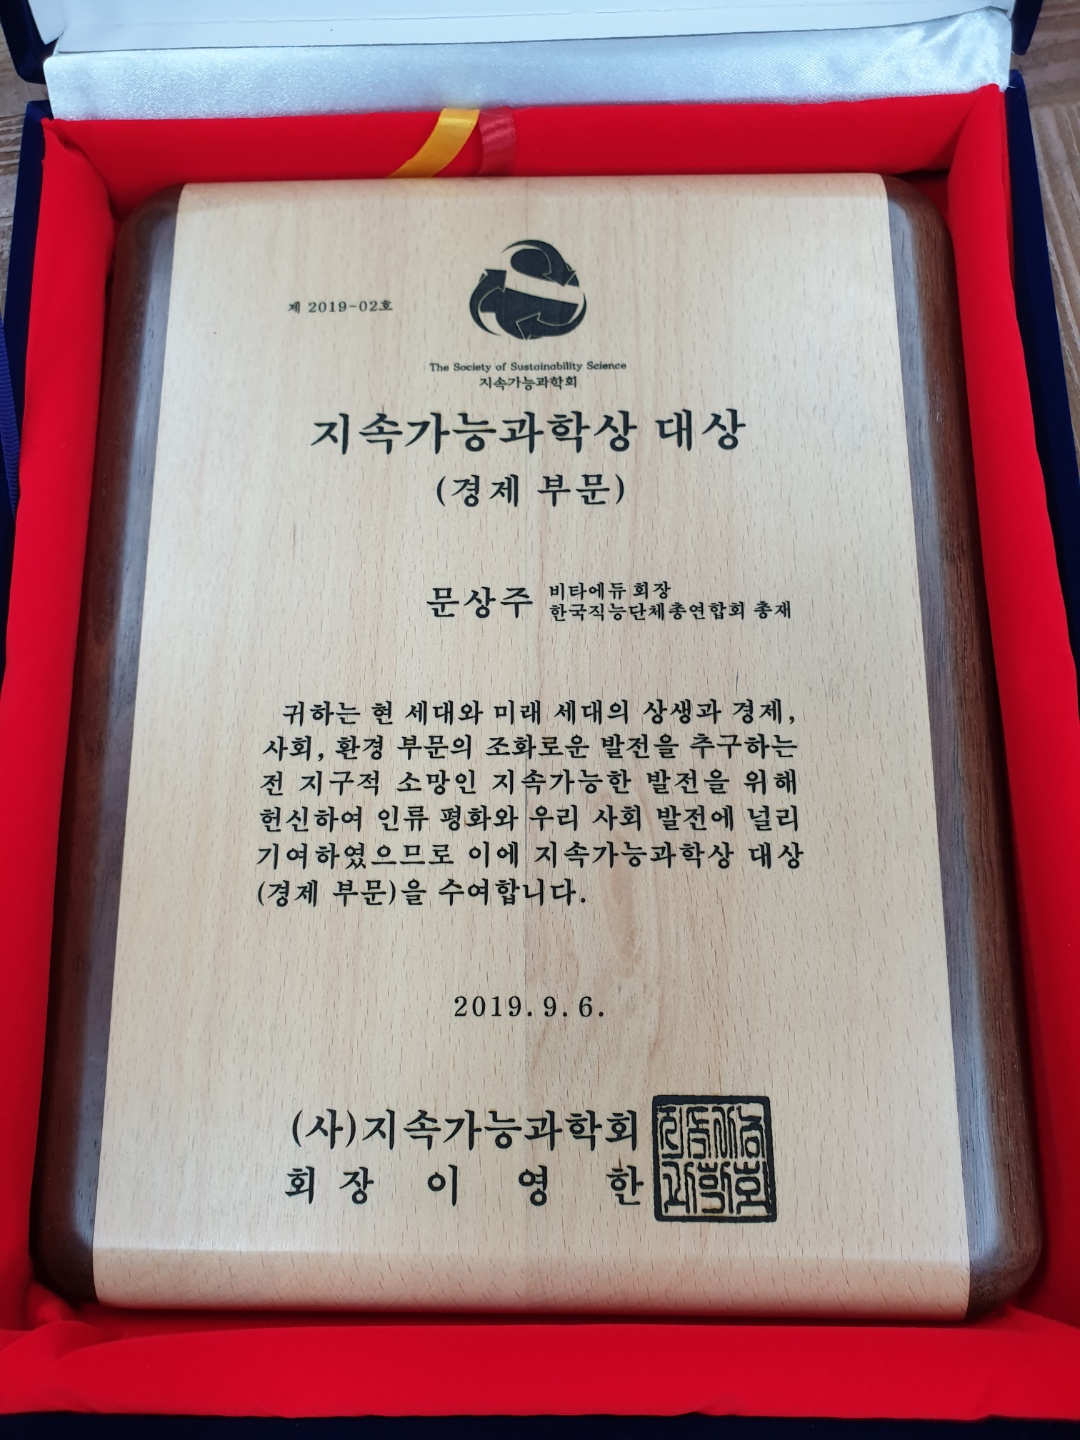 제 2019-02호
The Society of Sustainability Science
지속가능과학회
지속가능과학상 대상
(경제 부문)
문상주 비타에듀 회장
한국직능단체총연합회 총재
귀하는 현 세대와 미래 세대의 상생과 경제,
사회, 환경 부문의 조화로운 발전을 추구하는
전 지구적 소망인 지속가능한 발전을 위해
헌신하여 인류 평화와 우리 사회 발전에 널리
기여하였으므로 이에 지속가능과학상 대상
(경제 부문)을 수여합니다.
2019. 9. 6.
(사)지속가능과학회
회 장 이 영 한